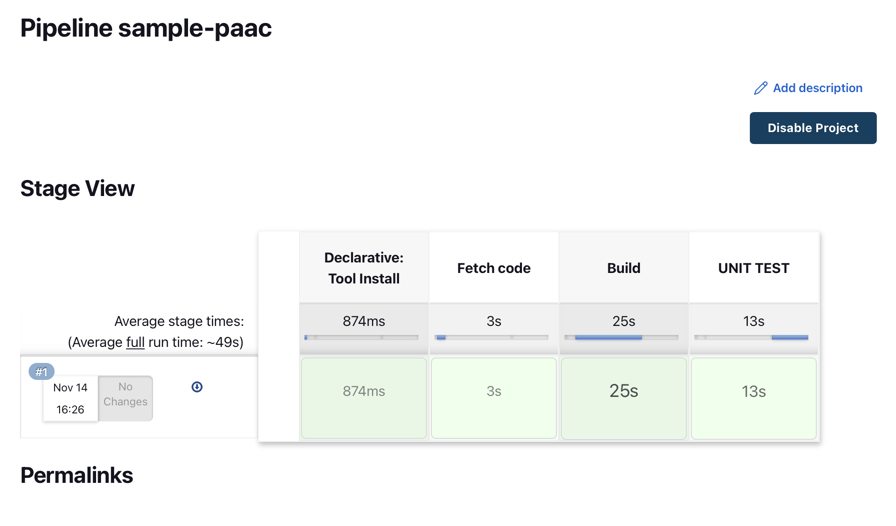 Pipeline sample-paac
Add description
Disable Project
Stage View
Declarative:
Tool Install
Fetch code
Build
UNIT TEST
Average stage times:
(Average full run time: ~49s)
874ms
3s
25s
13s
#1
Nov 14
16:26
No
Changes
874ms
3s
25s
13s
Permalinks